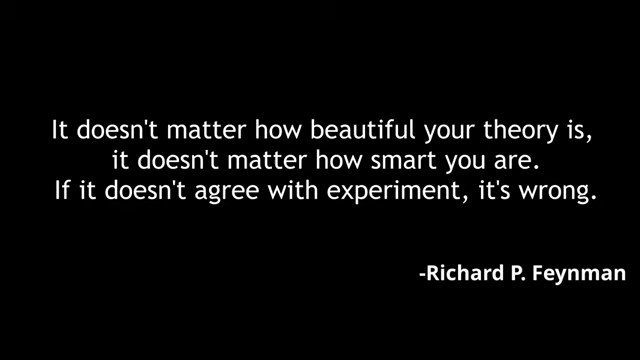 It doesn't matter how beautiful your theory is,
it doesn't matter how smart you are.
If it doesn't agree with experiment, it's wrong.
-Richard P. Feynman